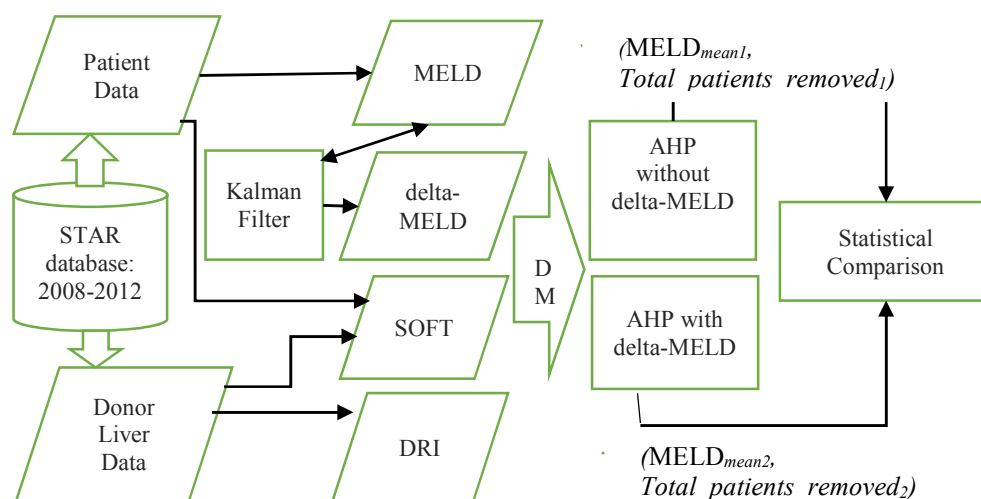 Patient
Data
MELD
(MELDmean1,
Total patients removed1)
Kalman
Filter
delta-
MELD
AHP
without
delta-MELD
STAR
database:
2008-2012
D
M
Statistical
Comparison
SOFT
AHP with
delta-MELD
Donor
Liver
Data
DRI
(MELDmean2,
Total patients removed2)